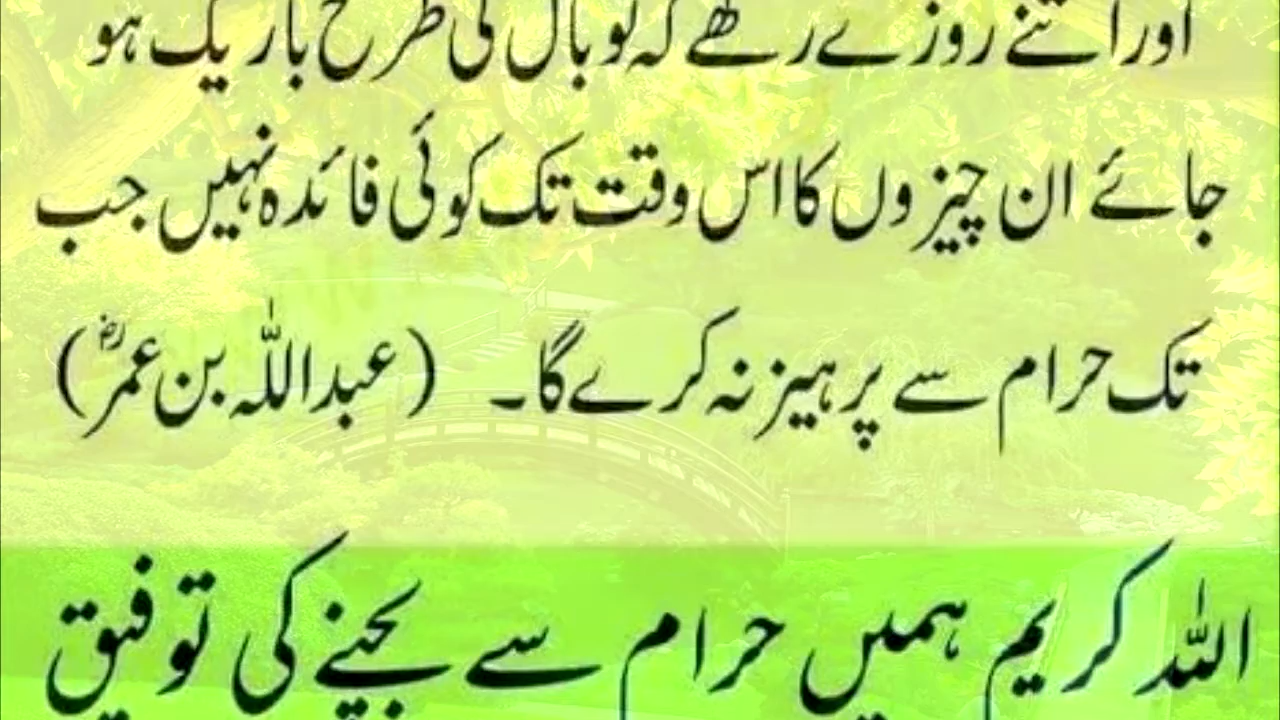 اور اتنے روزے رکھے کہ تو بال کی طرح باریک ہو
جائے ان چیزوں کا اس وقت تک کوئی فائدہ نہیں جب
تک حرام سے پرہیز نہ کرے گا۔ (عبداللہ بن عمرؓ)
اللہ کریم ہمیں حرام سے بچنے کی توفیق